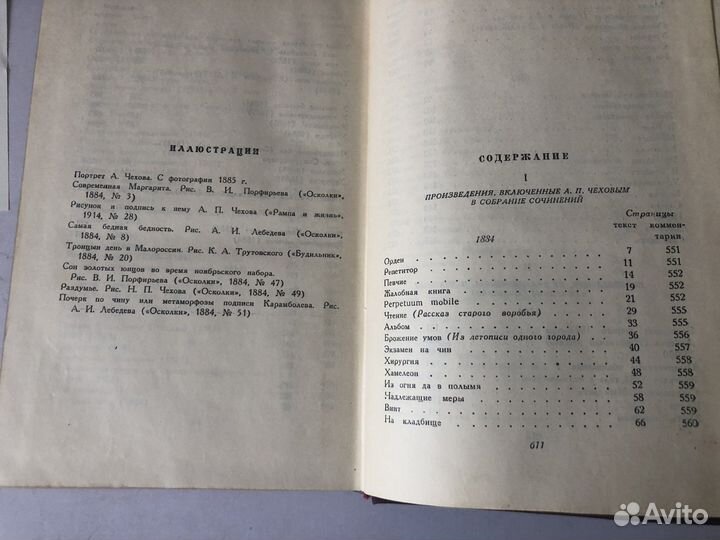 ИЛЛЮСТРАЦИИ
Портрет А. Чехова. С фотографии 1885 г.
Современная Маргарита. Рис. В. И. Порфирьева («Осколки»,
1884, № 3)
Рисунок и подпись к нему А. П. Чехова («Рампа и жизнь»,
1914, № 28)
Самая бедная бедность. Рис. А. И. Лебедева («Осколки»,
1884, № 8)
Троицын день в Малороссии. Рис. К. А. Трутовского («Будильник»,
1884, № 20)
Сон золотых юнцов во время ноябрьского набора.
Рис. В. И. Порфирьева («Осколки», 1884, № 47)
Раздумье. Рис. Н. П. Чехова («Осколки», 1884, № 49)
Почерк по чину или метаморфозы подписи Карамболева. Рис.
А. И. Лебедева («Осколки», 1884, № 51)
СОДЕРЖАНИЕ
I
ПРОИЗВЕДЕНИЯ, ВКЛЮЧЕННЫЕ А. П. ЧЕХОВЫМ
В СОБРАНИЕ СОЧИНЕНИЙ
Страницы
текст коммен-
тарии
1884
Орден 7 551
Репетитор 11 551
Певчие 14 552
Жалобная книга 19 552
Perpetuum mobile 21 552
Чтение (Рассказ старого воробья) 29 555
Альбом 33 555
Брожение умов (Из летописи одного города) 36 556
Экзамен на чин 40 557
Хирургия 44 558
Хамелеон 48 558
Из огня да в полымя 52 559
Надлежащие меры 58 559
Винт 62 559
На кладбище 66 560
611
Avito